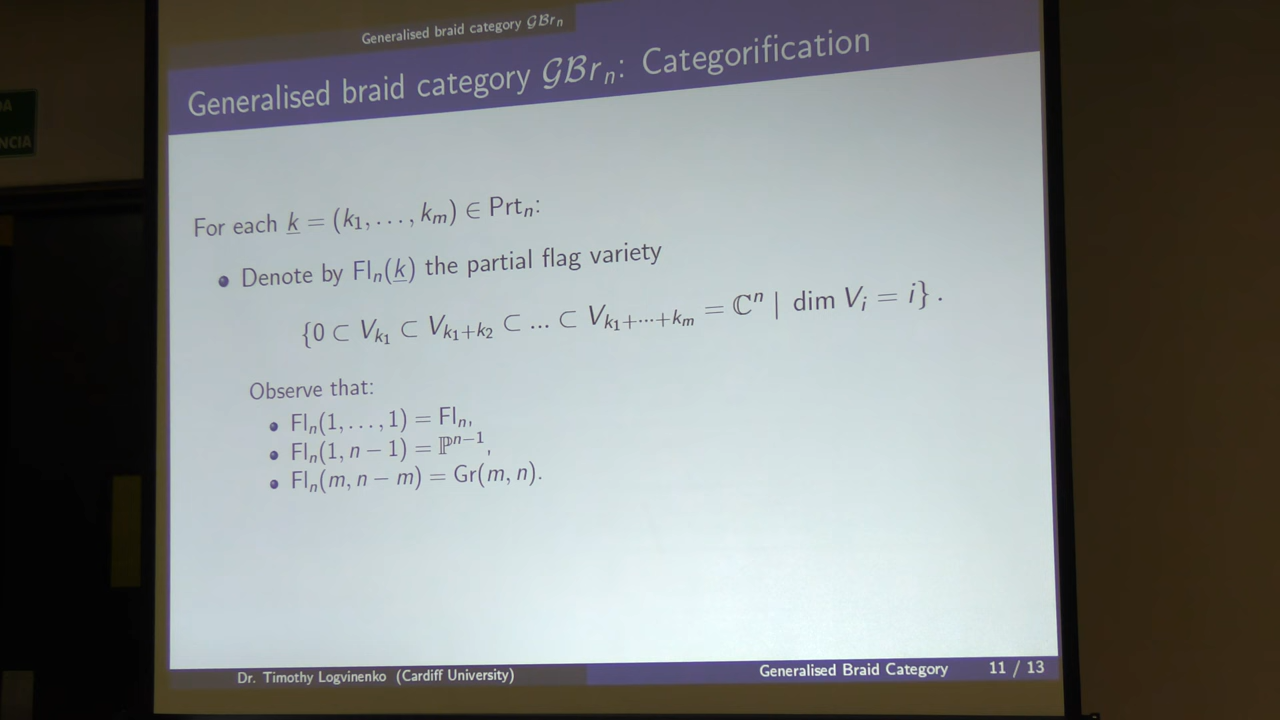 Generalised braid category 𝒢ℬr_n
Generalised braid category 𝒢ℬr_n: Categorification
For each k̲ = (k_1, . . . , k_m) ∈ Prt_n:
Denote by Fl_n(k̲) the partial flag variety
{0 ⊂ V_{k_1} ⊂ V_{k_1+k_2} ⊂ ... ⊂ V_{k_1+⋯+k_m} = ℂ^n | dim V_i = i} .
Observe that:
Fl_n(1, . . . , 1) = Fl_n,
Fl_n(1, n − 1) = ℙ^{n−1},
Fl_n(m, n − m) = Gr(m, n).
Dr. Timothy Logvinenko (Cardiff University) Generalised Braid Category 11 / 13
DA
NCIA